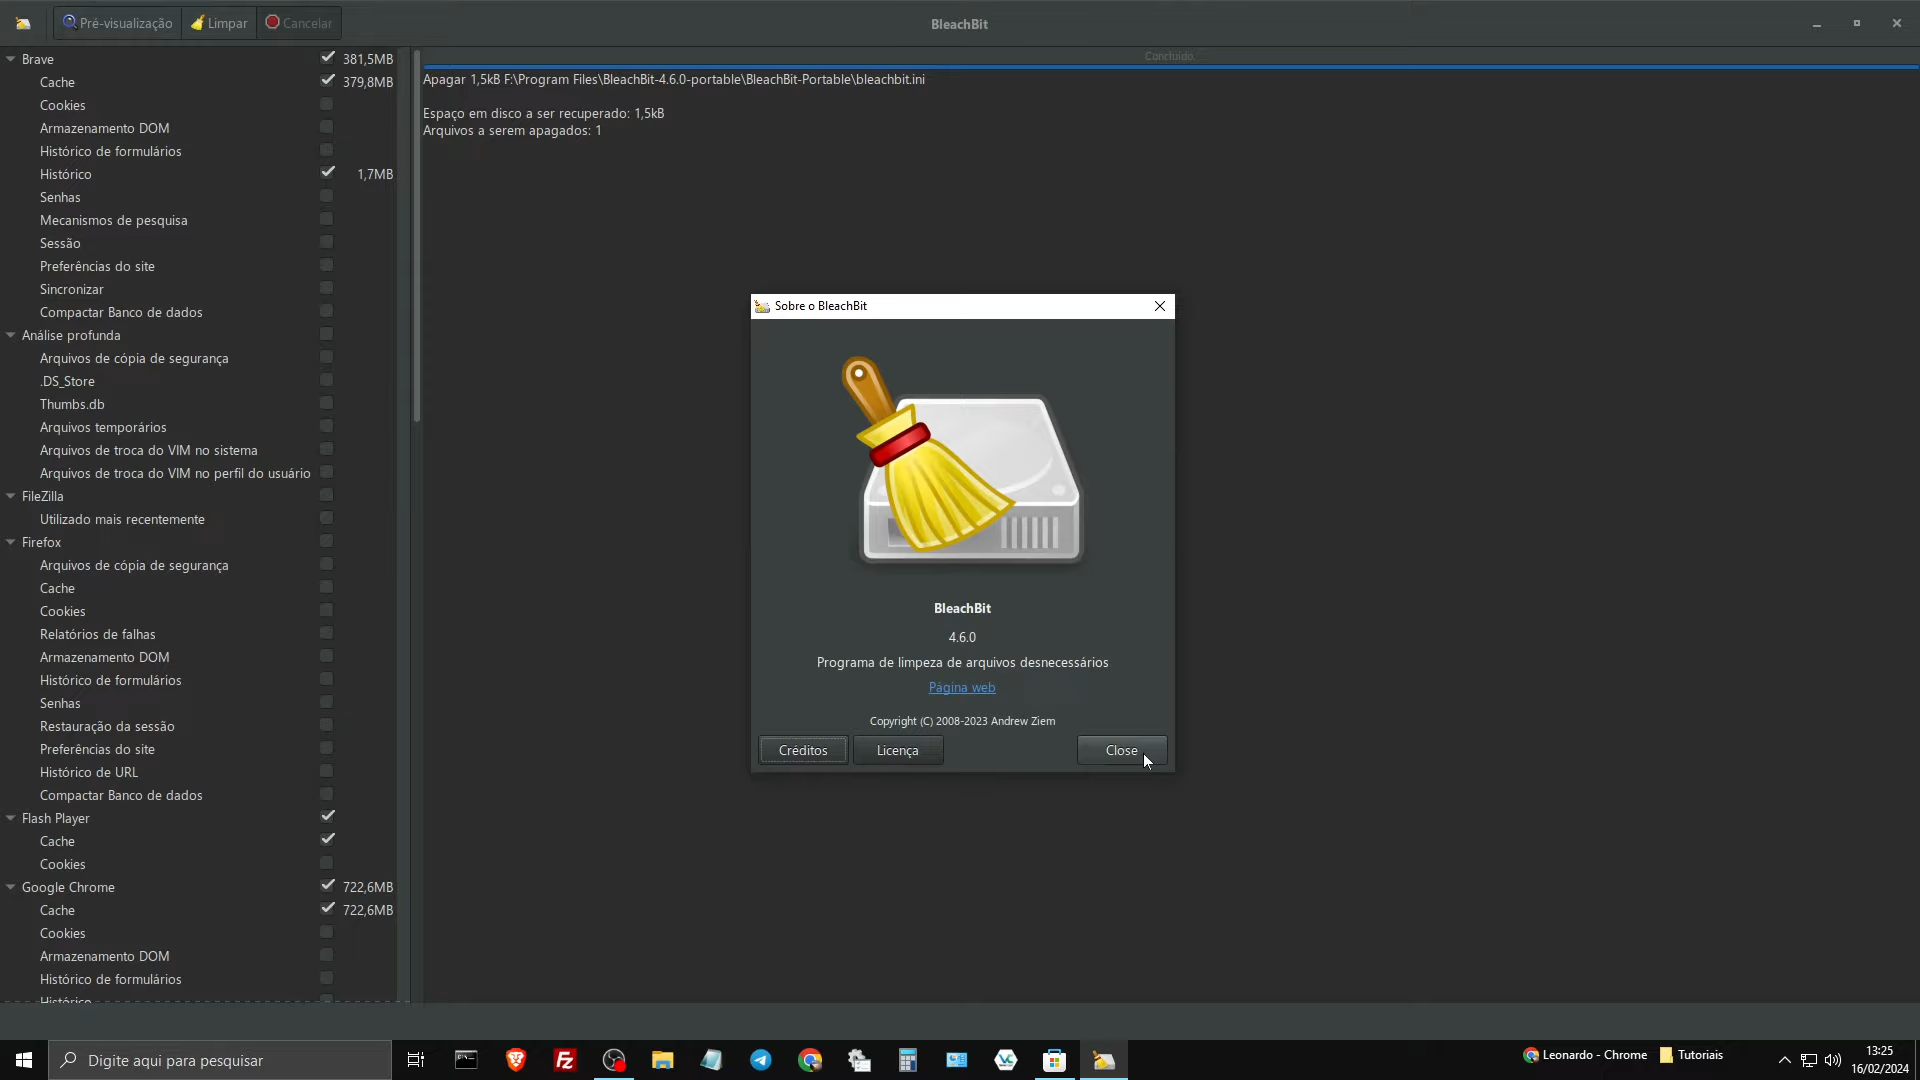 Pré-visualização
Limpar
Cancelar
BleachBit
Brave 381,5MB
Cache 379,8MB
Cookies
Armazenamento DOM
Histórico de formulários
Histórico 1,7MB
Senhas
Mecanismos de pesquisa
Sessão
Preferências do site
Sincronizar
Compactar Banco de dados
Análise profunda
Arquivos de cópia de segurança
.DS_Store
Thumbs.db
Arquivos temporários
Arquivos de troca do VIM no sistema
Arquivos de troca do VIM no perfil do usuário
FileZilla
Utilizado mais recentemente
Firefox
Arquivos de cópia de segurança
Cache
Cookies
Relatórios de falhas
Armazenamento DOM
Histórico de formulários
Senhas
Restauração da sessão
Preferências do site
Histórico de URL
Compactar Banco de dados
Flash Player
Cache
Cookies
Google Chrome 722,6MB
Cache 722,6MB
Cookies
Armazenamento DOM
Histórico de formulários
Histórico
Concluído.
Apagar 1,5kB F:\Program Files\BleachBit-4.6.0-portable\BleachBit-Portable\bleachbit.ini
Espaço em disco a ser recuperado: 1,5kB
Arquivos a serem apagados: 1
Sobre o BleachBit
BleachBit
4.6.0
Programa de limpeza de arquivos desnecessários
Página web
Copyright (C) 2008-2023 Andrew Ziem
Créditos
Licença
Close
Digite aqui para pesquisar
Leonardo - Chrome
Tutoriais
13:25
16/02/2024